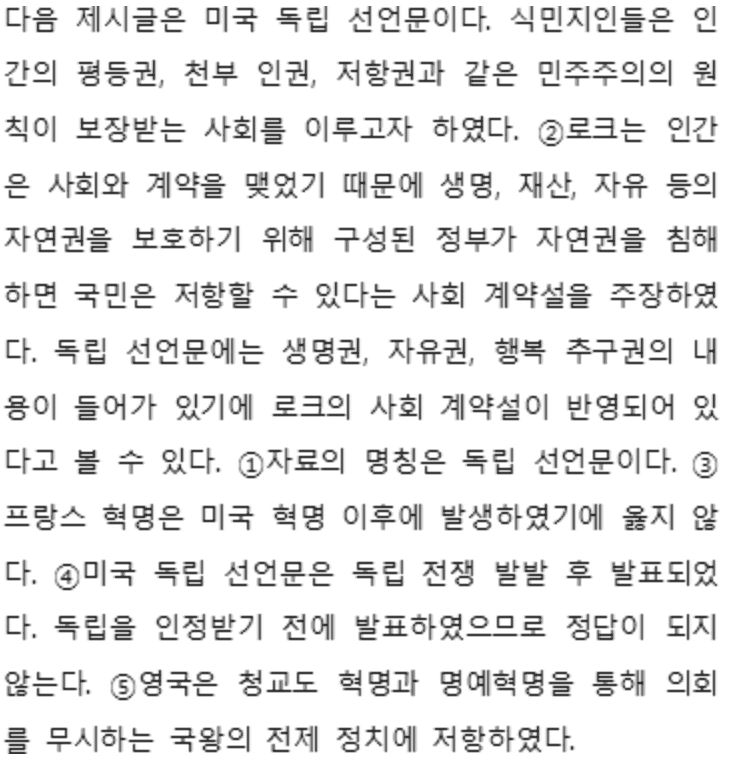 다음 제시글은 미국 독립 선언문이다. 식민지인들은 인
간의 평등권, 천부 인권, 저항권과 같은 민주주의의 원
칙이 보장받는 사회를 이루고자 하였다. ②로크는 인간
은 사회와 계약을 맺었기 때문에 생명, 재산, 자유 등의
자연권을 보호하기 위해 구성된 정부가 자연권을 침해
하면 국민은 저항할 수 있다는 사회 계약설을 주장하였
다. 독립 선언문에는 생명권, 자유권, 행복 추구권의 내
용이 들어가 있기에 로크의 사회 계약설이 반영되어 있
다고 볼 수 있다. ①자료의 명칭은 독립 선언문이다. ③
프랑스 혁명은 미국 혁명 이후에 발생하였기에 옳지 않
다. ④미국 독립 선언문은 독립 전쟁 발발 후 발표되었
다. 독립을 인정받기 전에 발표하였으므로 정답이 되지
않는다. ⑤영국은 청교도 혁명과 명예혁명을 통해 의회
를 무시하는 국왕의 전제 정치에 저항하였다.